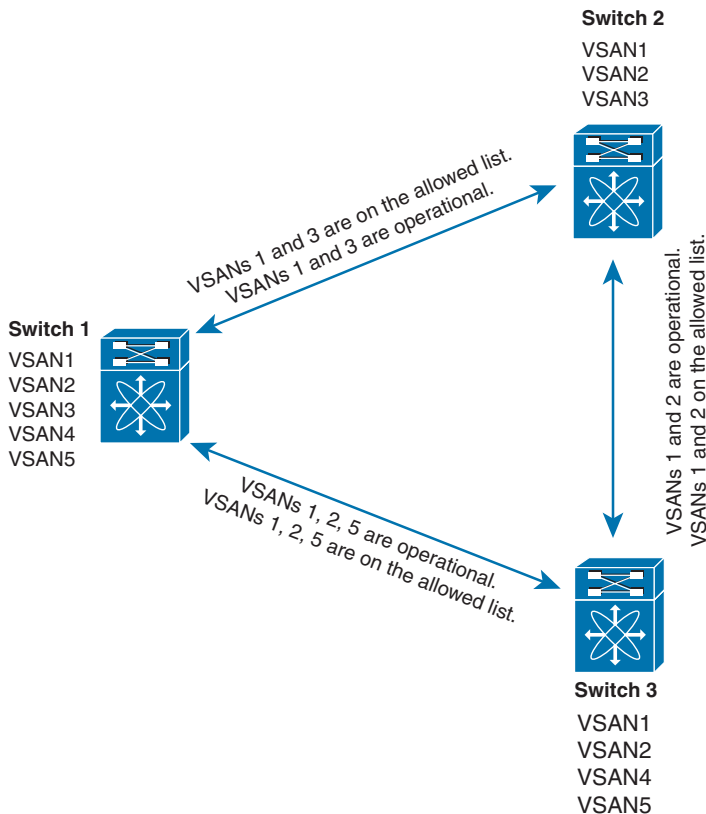 Switch 2
VSAN1
VSAN2
VSAN3
VSANs 1 and 3 are on the allowed list.
VSANs 1 and 3 are operational.
Switch 1
VSAN1
VSAN2
VSAN3
VSAN4
VSAN5
VSANs 1 and 2 are operational.
VSANs 1 and 2 on the allowed list.
VSANs 1, 2, 5 are operational.
VSANs 1, 2, 5 are on the allowed list.
Switch 3
VSAN1
VSAN2
VSAN4
VSAN5